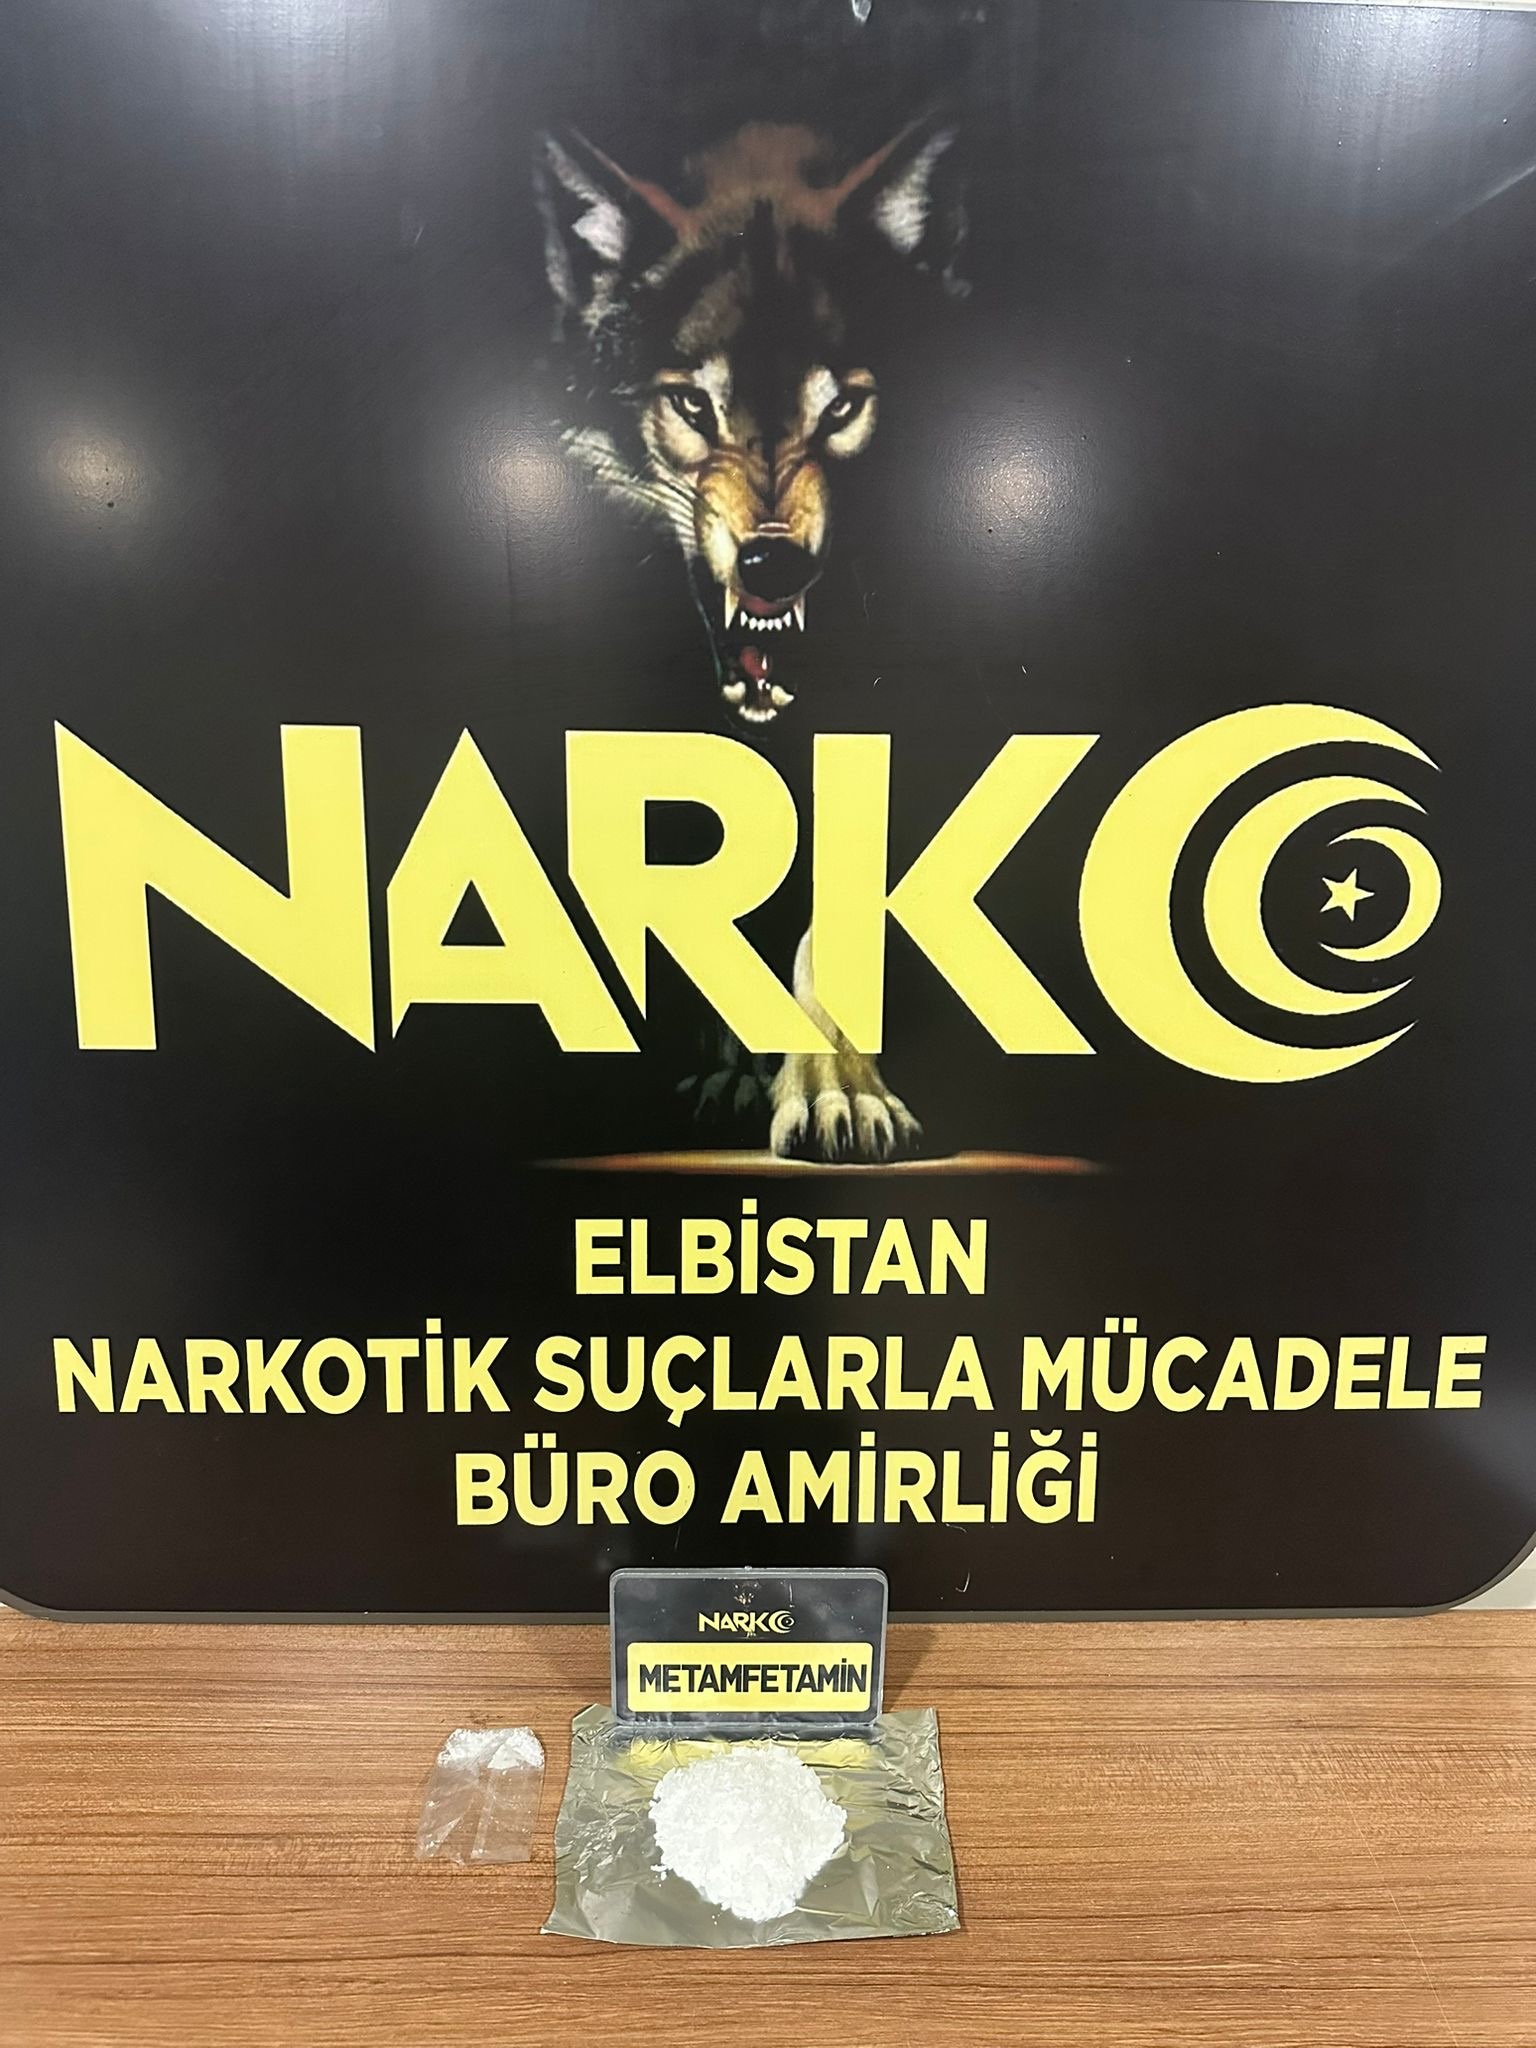 NARKO
ELBİSTAN
NARKOTİK SUÇLARLA MÜCADELE
BÜRO AMİRLİĞİ
NARKO
METAMFETAMİN